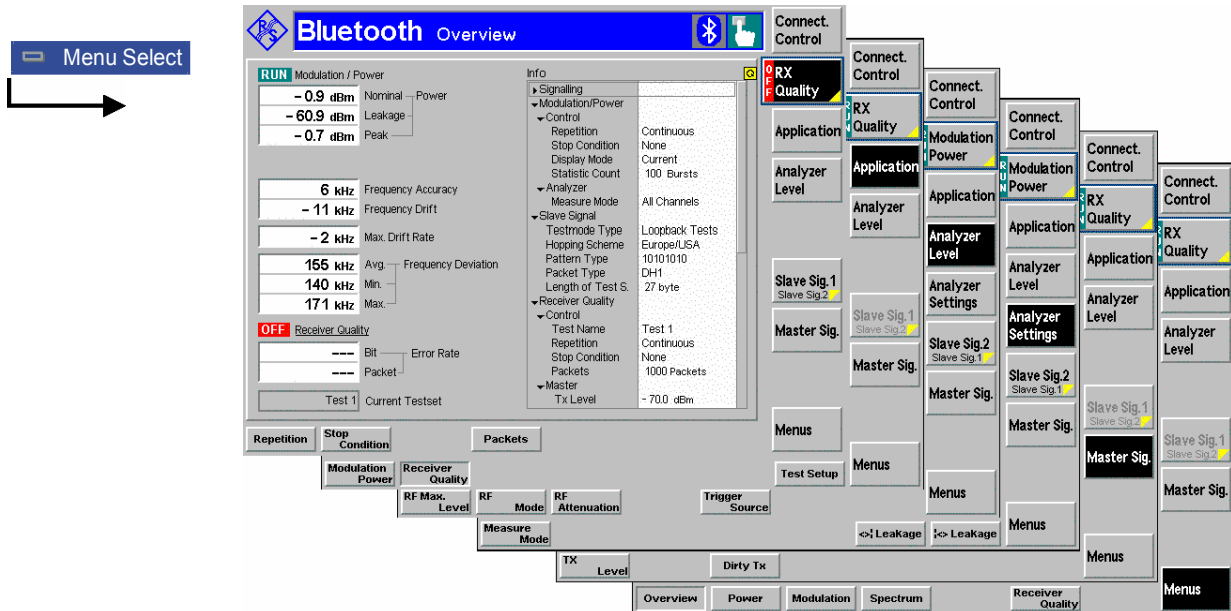 Menu Select
R&S
Bluetooth Overview
RUN Modulation / Power
- 0.9 dBm Nominal Power
- 60.9 dBm Leakage
- 0.7 dBm Peak
6 kHz Frequency Accuracy
- 11 kHz Frequency Drift
- 2 kHz Max. Drift Rate
155 kHz Avg. Frequency Deviation
140 kHz Min.
171 kHz Max.
OFF Receiver Quality
--- Bit Error Rate
--- Packet
Test 1 Current Testset
Info
Q
Signalling
Modulation/Power
Control
Repetition Continuous
Stop Condition None
Display Mode Current
Statistic Count 100 Bursts
Analyzer
Measure Mode All Channels
Slave Signal
Testmode Type Loopback Tests
Hopping Scheme Europe/USA
Pattern Type 10101010
Packet Type DH1
Length of Test S. 27 byte
Receiver Quality
Control
Test Name Test 1
Repetition Continuous
Stop Condition None
Packets 1000 Packets
Master
Tx Level - 70.0 dBm
Connect.
Control
OFF
RX
Quality
Application
Analyzer
Level
Slave Sig.1
Slave Sig.2
Master Sig.
Menus
Test Setup
Connect.
Control
RUN
RX
Quality
Application
Analyzer
Level
Slave Sig.1
Slave Sig.2
Master Sig.
Menus
Connect.
Control
RUN
Modulation
Power
Application
Analyzer
Level
Analyzer
Settings
Slave Sig.2
Slave Sig.1
Master Sig.
Menus
Connect.
Control
RUN
Modulation
Power
Application
Analyzer
Level
Analyzer
Settings
Slave Sig.2
Slave Sig.1
Master Sig.
Menus
Connect.
Control
RUN
RX
Quality
Application
Analyzer
Level
Slave Sig.1
Slave Sig.2
Master Sig.
Menus
Connect.
Control
RUN
RX
Quality
Application
Analyzer
Level
Slave Sig.1
Slave Sig.2
Master Sig.
Menus
Repetition
Stop
Condition
Packets
Modulation
Power
Receiver
Quality
RF Max.
Level
RF
Mode
RF
Attenuation
Trigger
Source
Measure
Mode
<>¦ Leakage
¦<> Leakage
TX
Level
Dirty Tx
Overview
Power
Modulation
Spectrum
Receiver
Quality